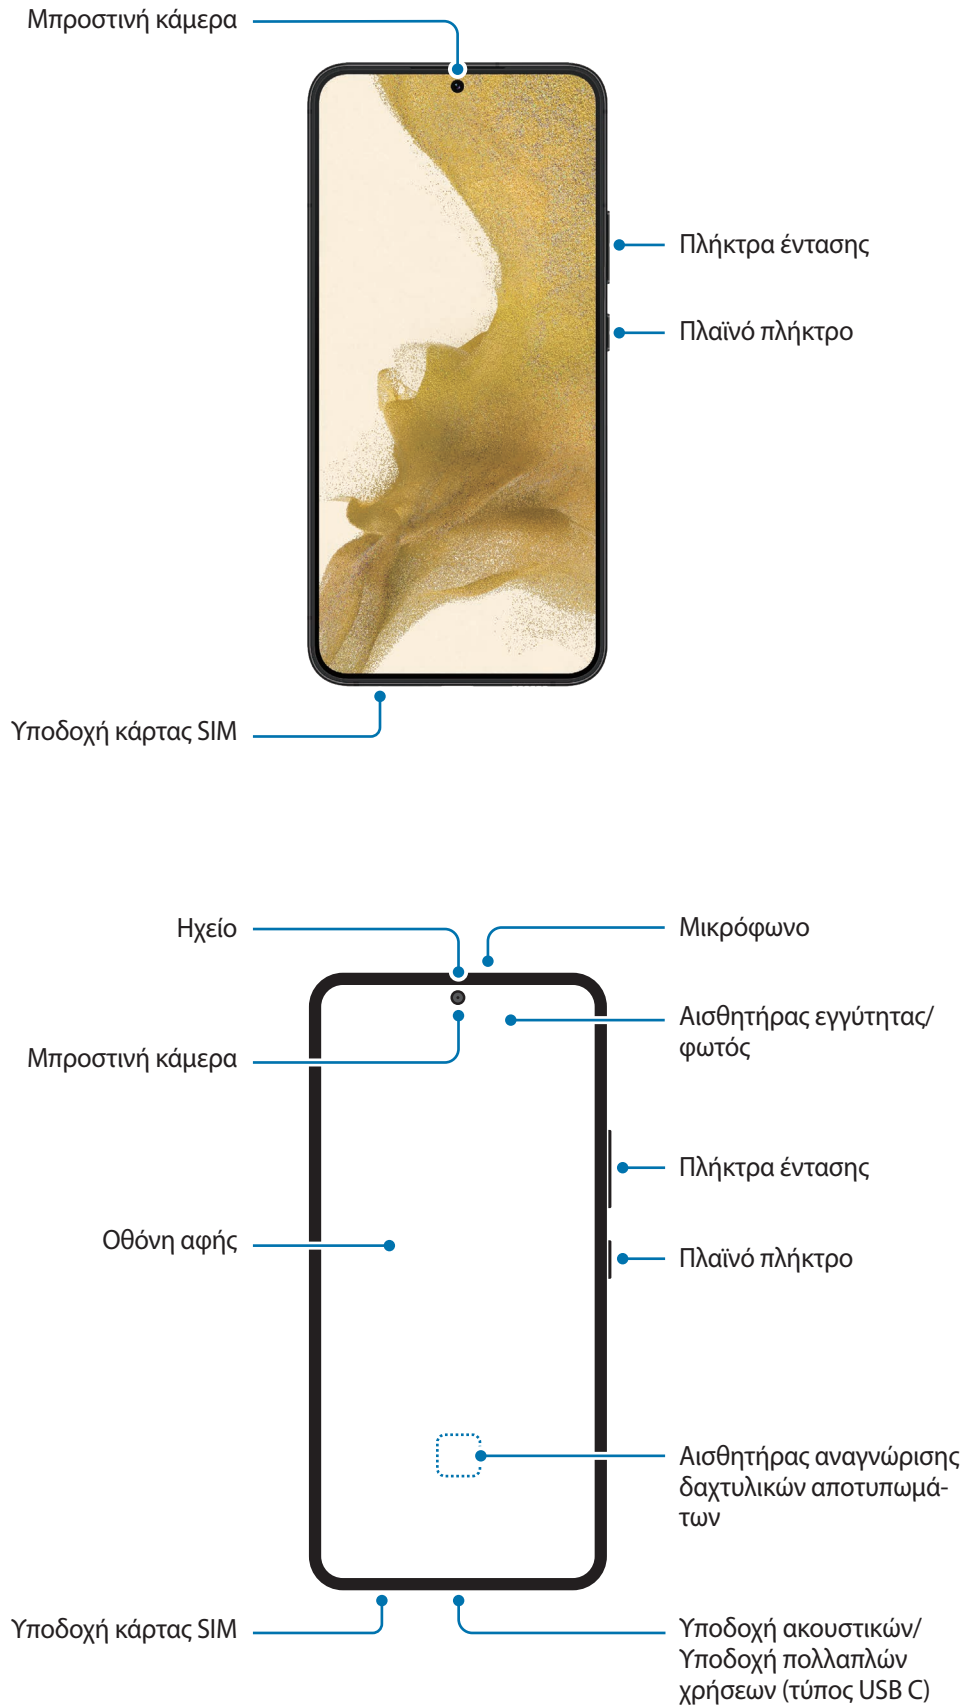 Μπροστινή κάμερα
Πλήκτρα έντασης
Πλαϊνό πλήκτρο
Υποδοχή κάρτας SIM
Ηχείο
Μικρόφωνο
Αισθητήρας εγγύτητας/
φωτός
Μπροστινή κάμερα
Πλήκτρα έντασης
Οθόνη αφής
Πλαϊνό πλήκτρο
Αισθητήρας αναγνώρισης
δαχτυλικών αποτυπωμά-
των
Υποδοχή κάρτας SIM
Υποδοχή ακουστικών/
Υποδοχή πολλαπλών
χρήσεων (τύπος USB C)